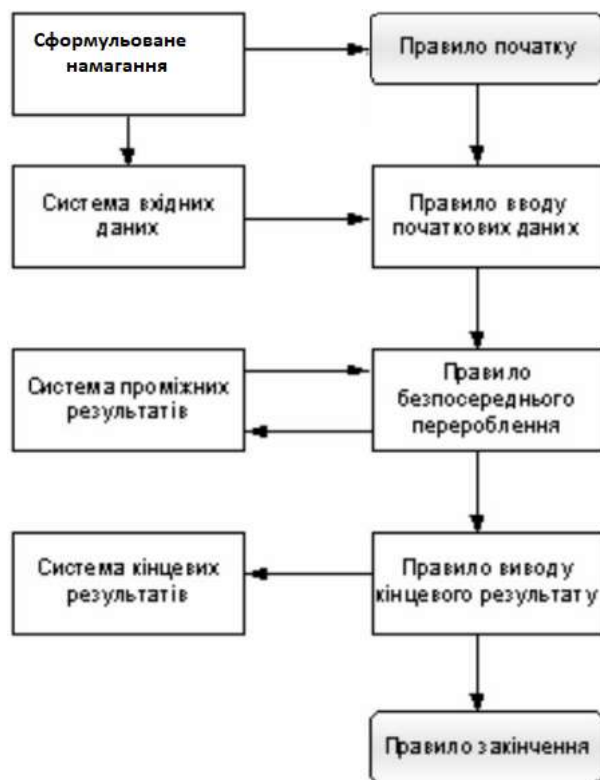 Сформульоване
намагання
Правило початку
Система вхідних
даних
Правило вводу
початкових даних
Система проміжних
результатів
Правило
безпосереднього
перероблення
Система кінцевих
результатів
Правило виводу
кінцевого результату
Правило закінчення